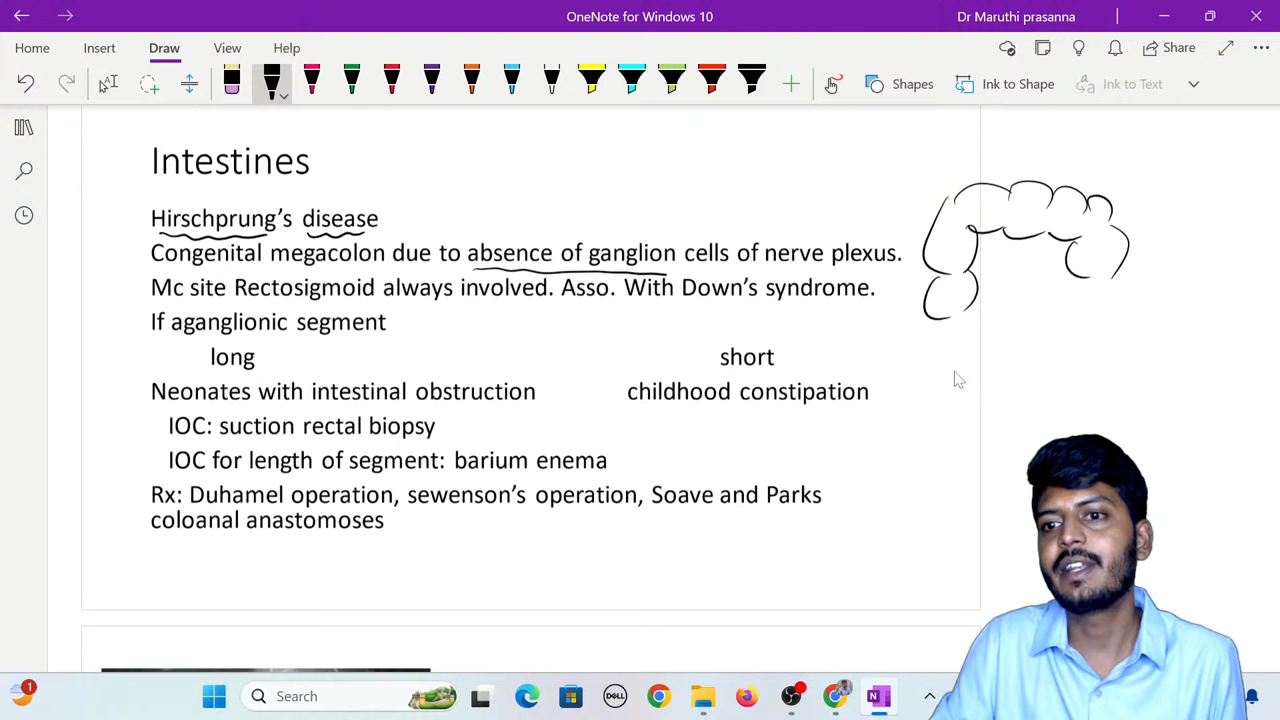 OneNote for Windows 10
Dr Maruthi prasanna
Home Insert Draw View Help
Share
Shapes Ink to Shape Ink to Text
Intestines
Hirschprung's disease
Congenital megacolon due to absence of ganglion cells of nerve plexus.
Mc site Rectosigmoid always involved. Asso. With Down's syndrome.
If aganglionic segment
long short
Neonates with intestinal obstruction childhood constipation
IOC: suction rectal biopsy
IOC for length of segment: barium enema
Rx: Duhamel operation, sewenson's operation, Soave and Parks
coloanal anastomoses
1 Search DELL N